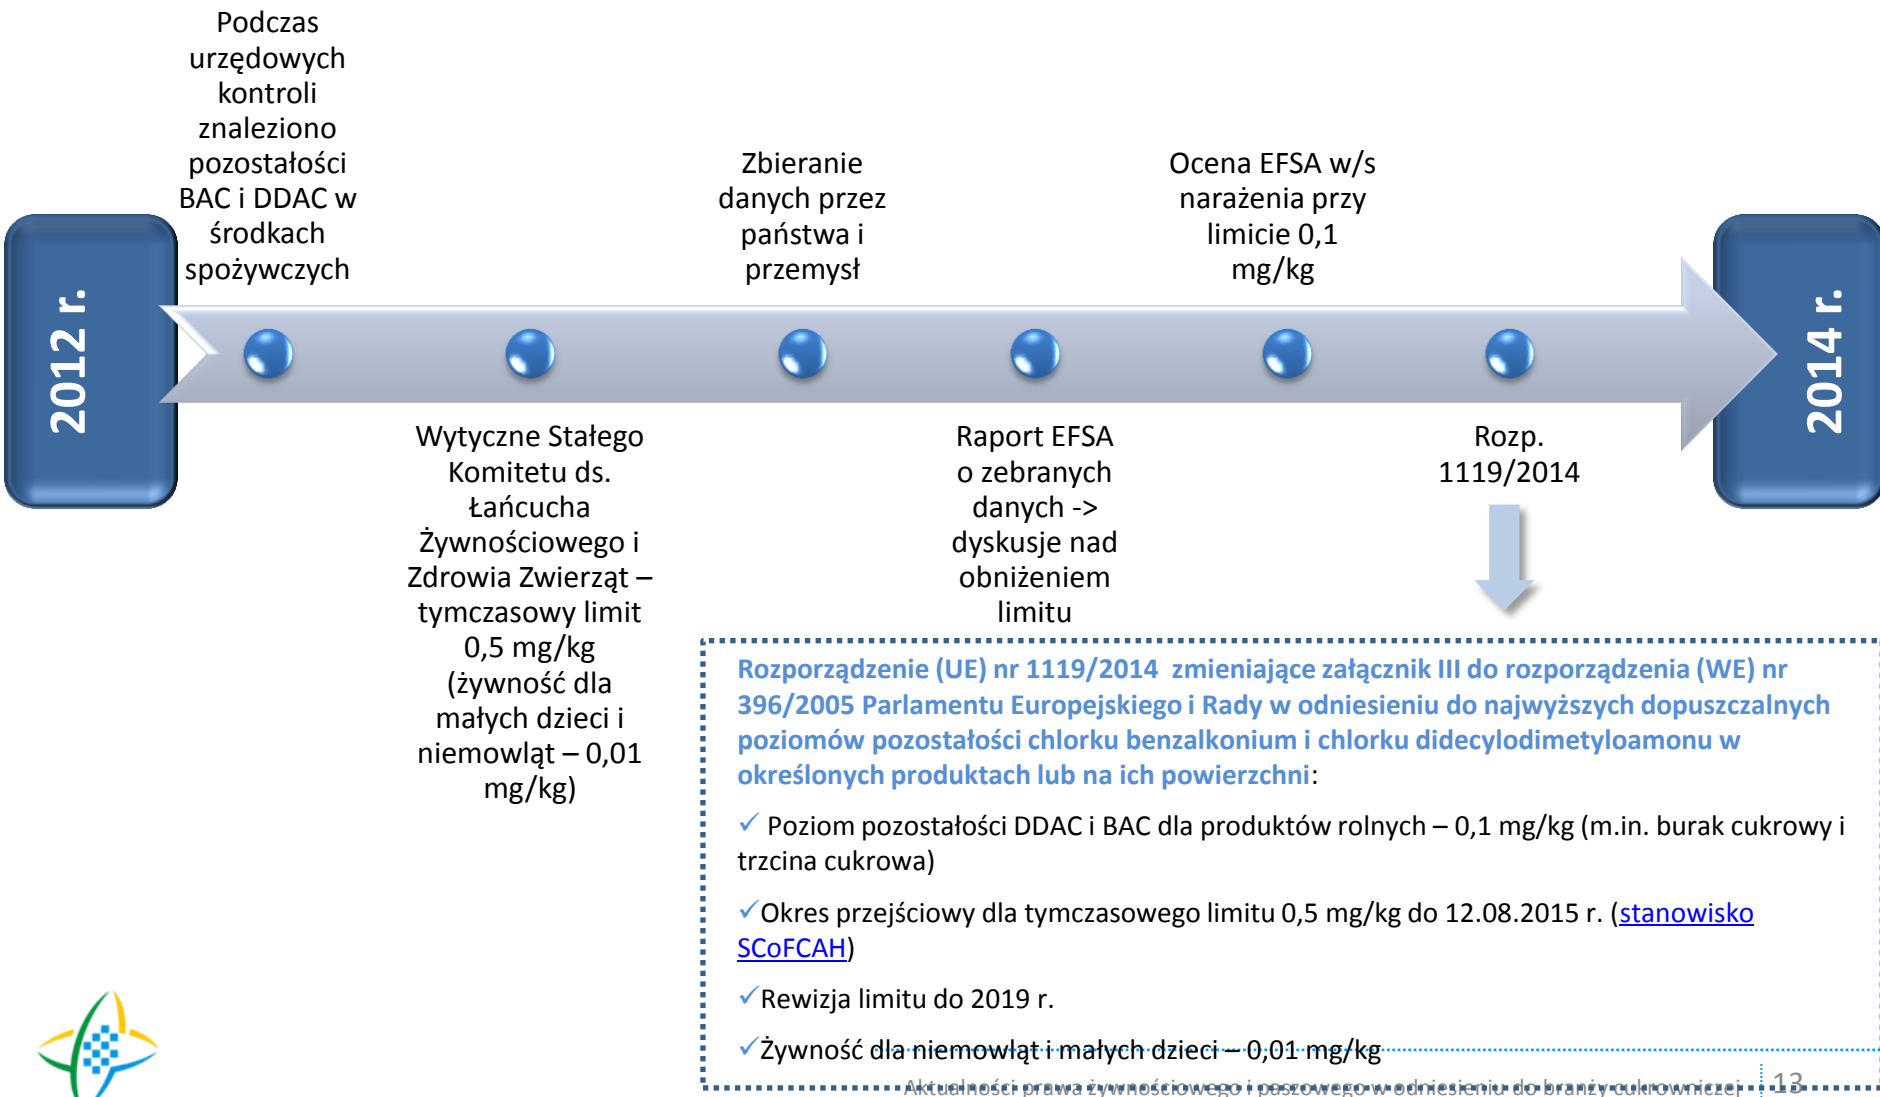 2012 r.
Podczas
urzędowych
kontroli
znaleziono
pozostałości
BAC i DDAC w
środkach
spożywczych
Wytyczne Stałego
Komitetu ds.
Łańcucha
Żywnościowego i
Zdrowia Zwierząt –
tymczasowy limit
0,5 mg/kg
(żywność dla
małych dzieci i
niemowląt – 0,01
mg/kg)
Zbieranie
danych przez
państwa i
przemysł
Raport EFSA
o zebranych
danych ->
dyskusje nad
obniżeniem
limitu
Ocena EFSA w/s
narażenia przy
limicie 0,1
mg/kg
Rozp.
1119/2014
2014 r.
Rozporządzenie (UE) nr 1119/2014 zmieniające załącznik III do rozporządzenia (WE) nr
396/2005 Parlamentu Europejskiego i Rady w odniesieniu do najwyższych dopuszczalnych
poziomów pozostałości chlorku benzalkonium i chlorku didecylodimetyloamonu w
określonych produktach lub na ich powierzchni:
✓ Poziom pozostałości DDAC i BAC dla produktów rolnych – 0,1 mg/kg (m.in. burak cukrowy i
trzcina cukrowa)
✓Okres przejściowy dla tymczasowego limitu 0,5 mg/kg do 12.08.2015 r. (stanowisko
SCoFCAH)
✓Rewizja limitu do 2019 r.
✓Żywność dla niemowląt i małych dzieci – 0,01 mg/kg
Aktualności prawa żywnościowego i paszowego w odniesieniu do branży cukrowniczej
13